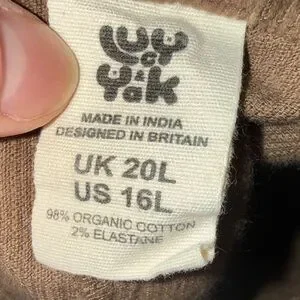 Lucy
&
Yak
MADE IN INDIA
DESIGNED IN BRITAIN
UK 20L
US 16L
98% ORGANIC COTTON
2% ELASTANE